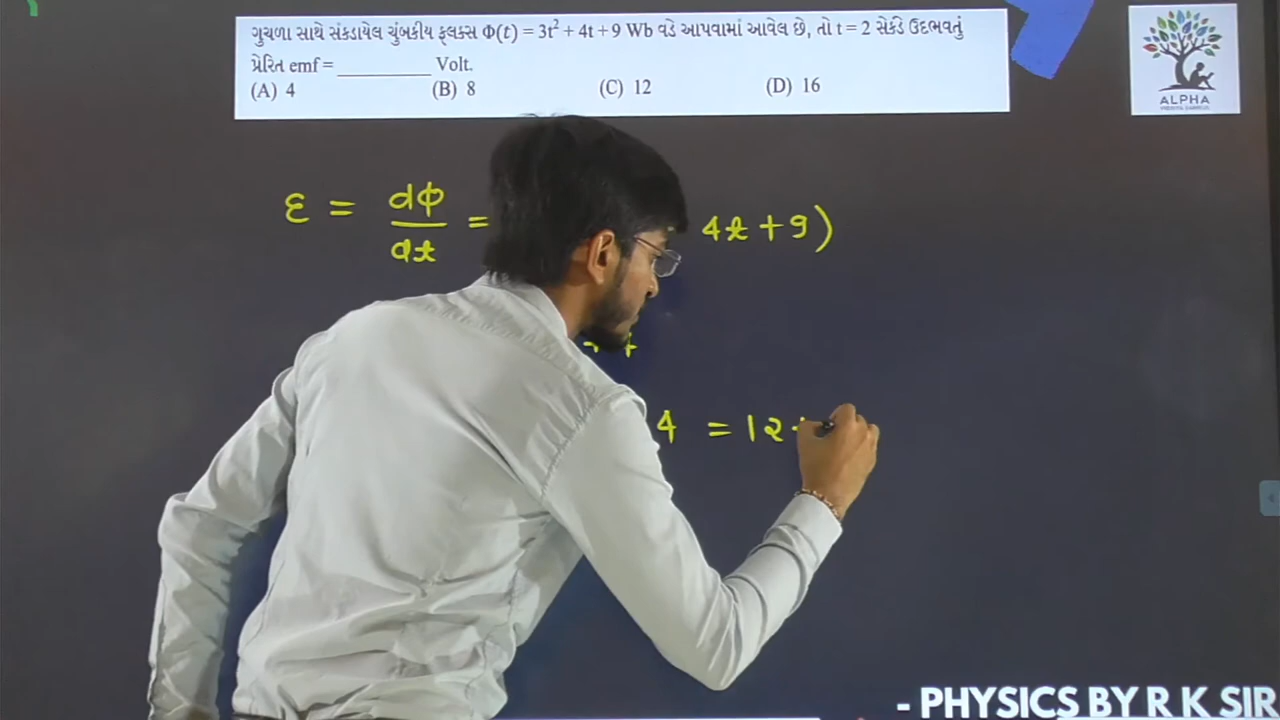 ગુચળા સાથે સંકડાયેલ ચુંબકીય ફ્લક્સ Φ(t) = 3t² + 4t + 9 Wb વડે આપવામાં આવેલ છે, તો t = 2 સેકંડે ઉદભવતું
પ્રેરિત emf = __________ Volt.
(A) 4 (B) 8 (C) 12 (D) 16
ALPHA
ε = dφ/dt = 4t + 9)
+
4 = 12
- PHYSICS BY R K SIR